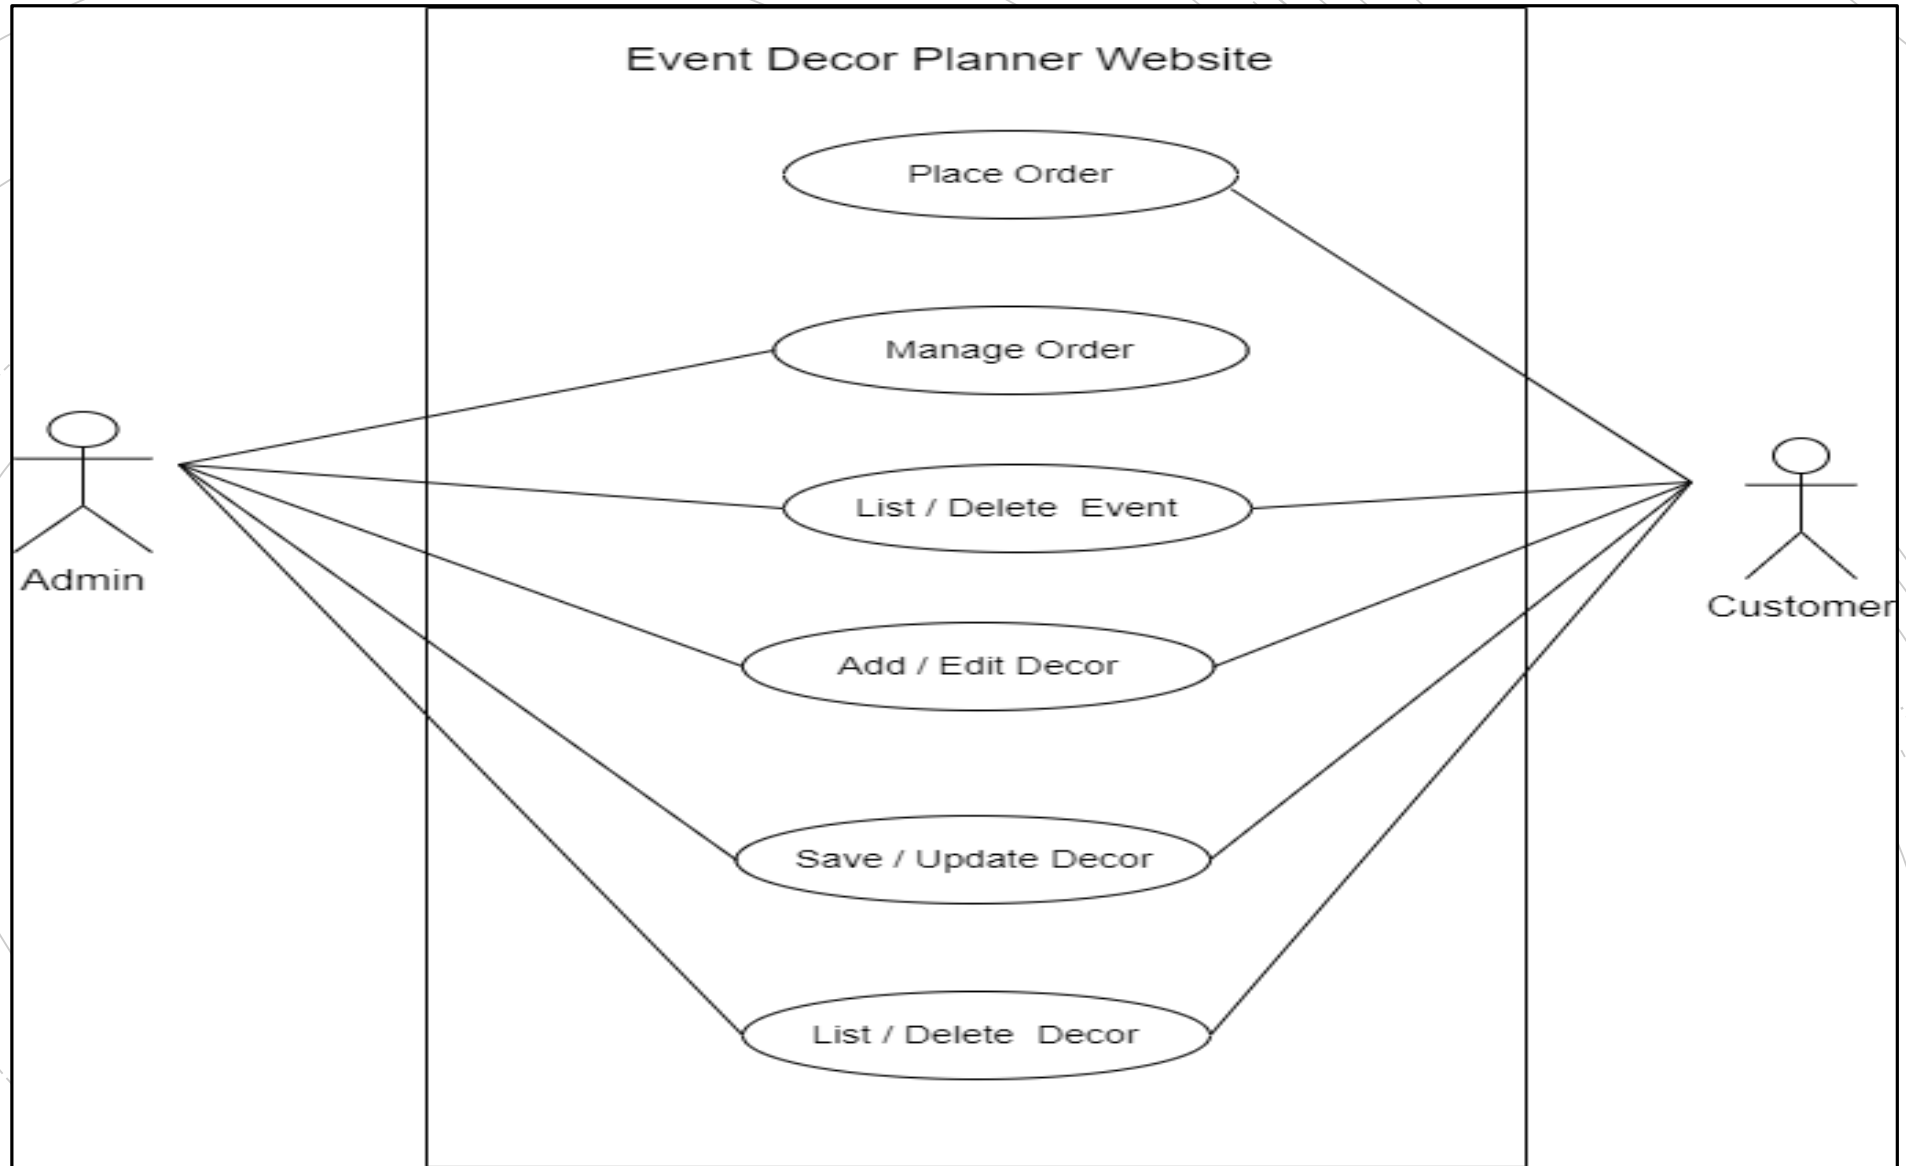 Event Decor Planner Website
Place Order
Manage Order
List / Delete  Event
Add / Edit Decor
Admin
Customer
Save / Update Decor
List / Delete  Decor